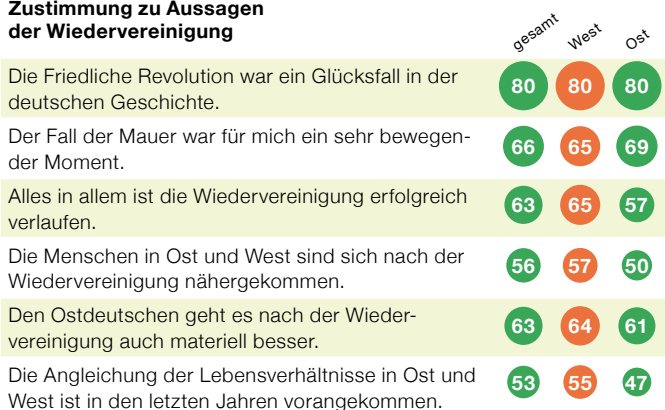 Zustimmung zu Aussagen
der Wiedervereinigung
gesamt West Ost
Die Friedliche Revolution war ein Glücksfall in der
deutschen Geschichte.
80 80 80
Der Fall der Mauer war für mich ein sehr bewegen-
der Moment.
66 65 69
Alles in allem ist die Wiedervereinigung erfolgreich
verlaufen.
63 65 57
Die Menschen in Ost und West sind sich nach der
Wiedervereinigung nähergekommen.
56 57 50
Den Ostdeutschen geht es nach der Wieder-
vereinigung auch materiell besser.
63 64 61
Die Angleichung der Lebensverhältnisse in Ost und
West ist in den letzten Jahren vorangekommen.
53 55 47